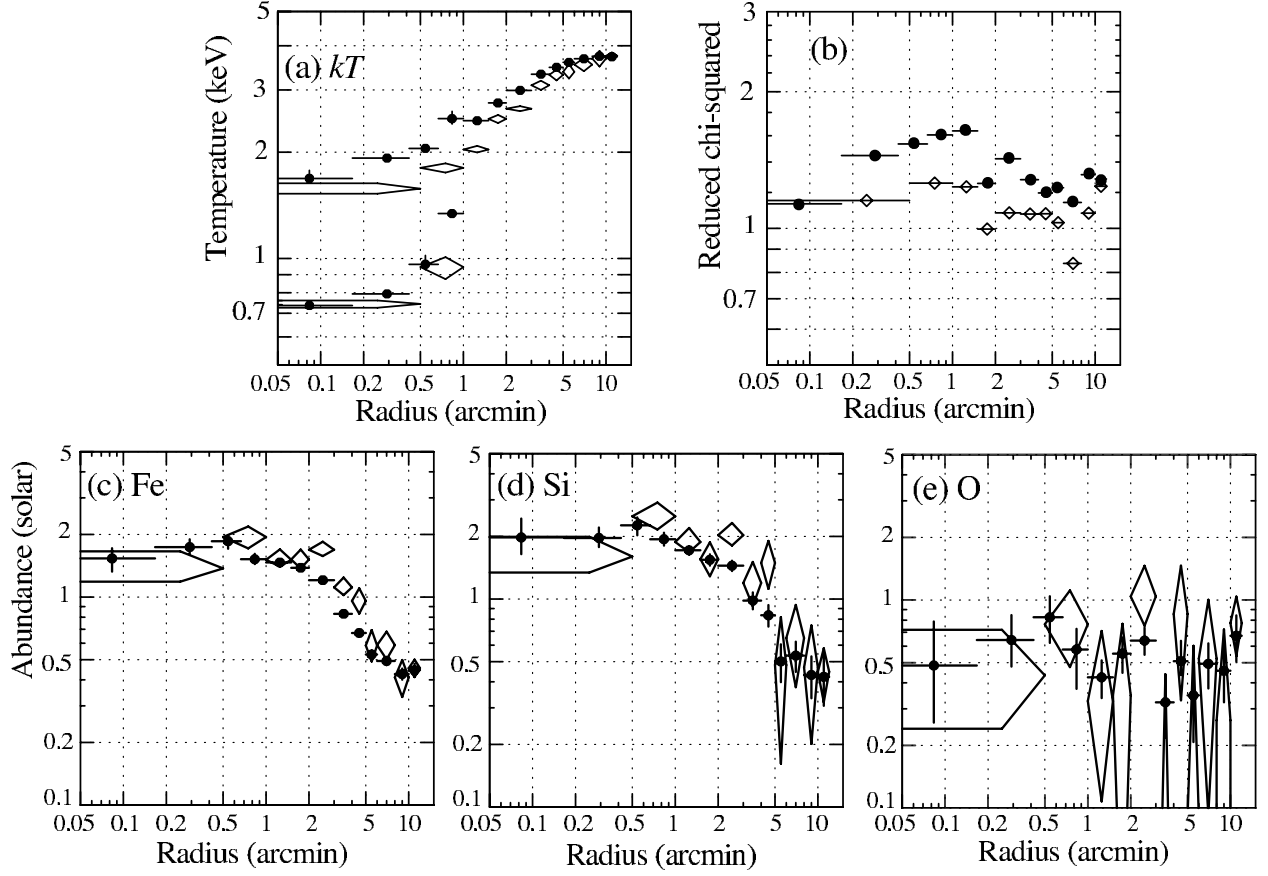 5
3
2
1
0.7
Temperature (keV)
(a) kT
0.05 0.1 0.2 0.5 1 2 5 10
Radius (arcmin)
3
2
1
0.7
Reduced chi-squared
(b)
0.05 0.1 0.2 0.5 1 2 5 10
Radius (arcmin)
5
2
1
0.5
0.2
0.1
Abundance (solar)
(c) Fe
0.05 0.1 0.2 0.5 1 2 5 10
Radius (arcmin)
5
2
1
0.5
0.2
0.1
(d) Si
0.05 0.1 0.2 0.5 1 2 5 10
Radius (arcmin)
5
2
1
0.5
0.2
0.1
(e) O
0.05 0.1 0.2 0.5 1 2 5 10
Radius (arcmin)